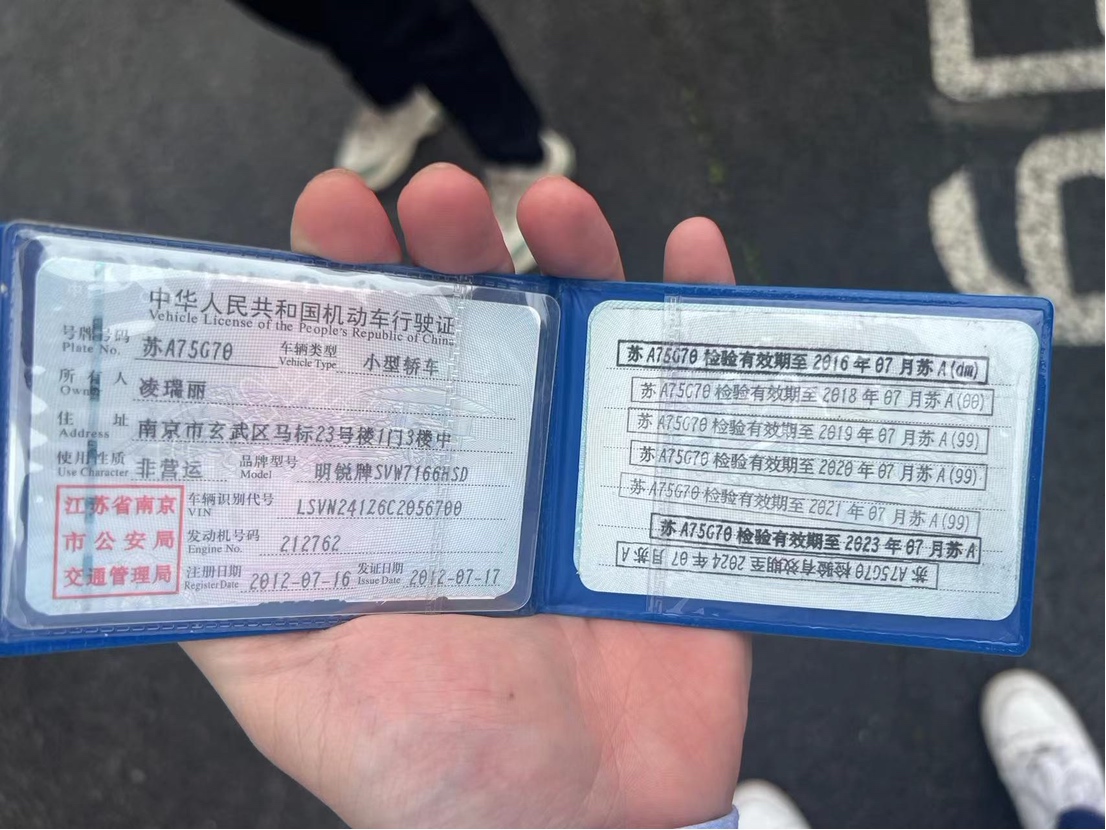 中华人民共和国机动车行驶证
Vehicle License of the People's Republic of China
号牌号码 苏A75G70 车辆类型 小型轿车
Plate No. Vehicle Type
所有人 凌瑞丽
Owner
住址 南京市玄武区马标23号楼1门3楼中
Address
使用性质 非营运 品牌型号 明锐牌SVW7166HSD
Use Character Model
江苏省南京
市公安局
交通管理局
车辆识别代号 LSVW241Z6C2056700
VIN
发动机号码 212762
Engine No.
注册日期 2012-07-16 发证日期 2012-07-17
Register Date Issue Date
苏A75G70检验有效期至2016年07月苏A(dm)
苏A75G70检验有效期至2018年07月苏A(00)
苏A75G70检验有效期至2019年07月苏A(99)
苏A75G70检验有效期至2020年07月苏A(99)
苏A75G70检验有效期至2021年07月苏A(99)
苏A75G70检验有效期至2023年07月苏A
苏A75G70检验有效期至2024年07月苏A